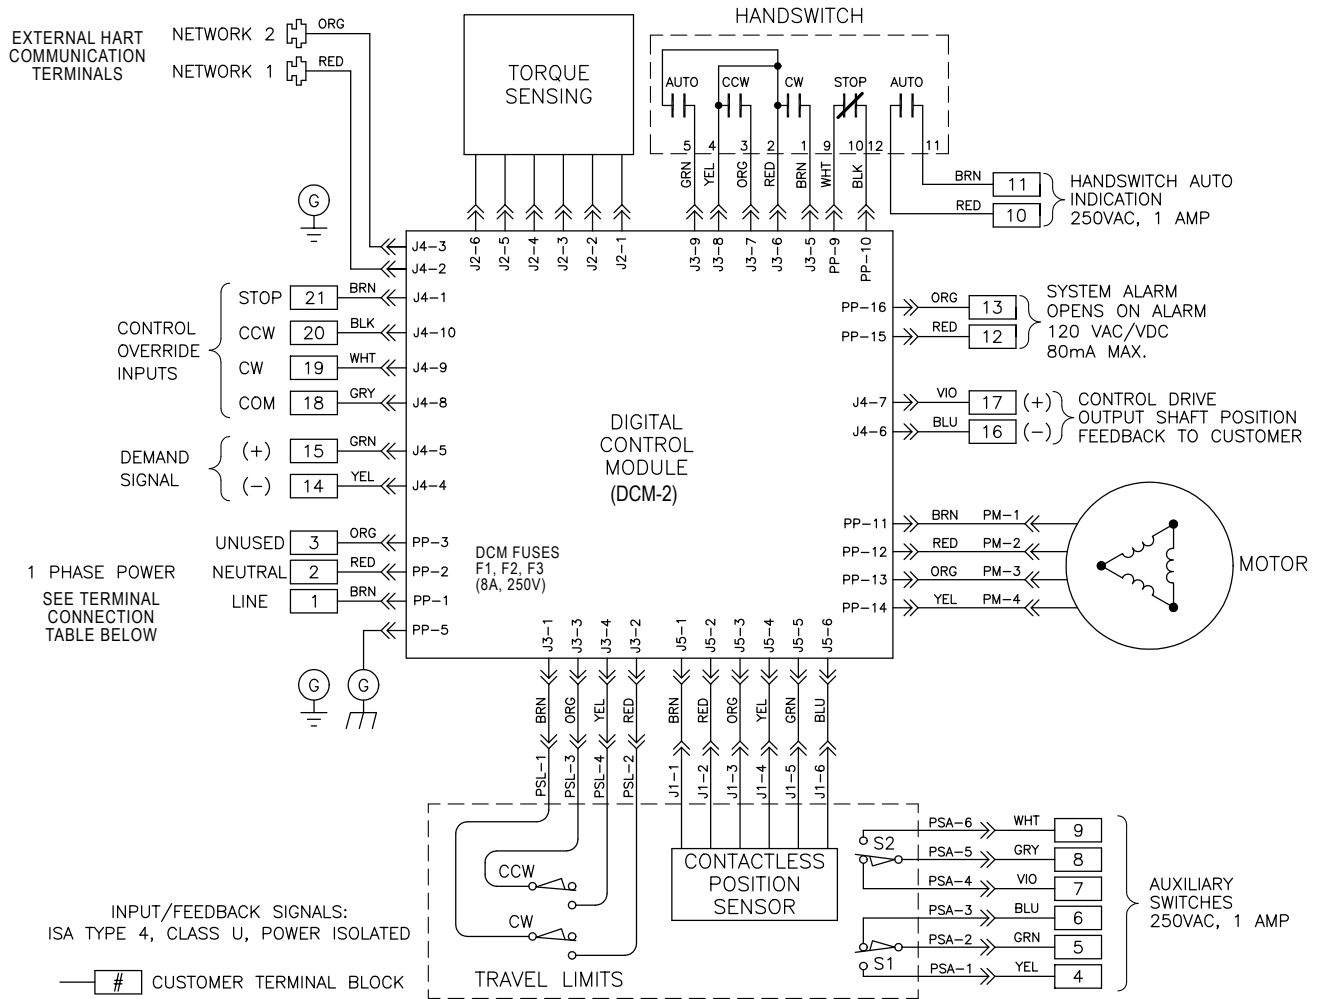 HANDSWITCH
EXTERNAL HART
COMMUNICATION
TERMINALS
NETWORK 2
ORG
NETWORK 1
RED
TORQUE
SENSING
AUTO
CCW
CW
STOP
AUTO
5
4
3
2
1
9
10
12
11
GRN
YEL
ORG
RED
BRN
WHT
BLK
BRN
11
RED
10
HANDSWITCH AUTO
INDICATION
250VAC, 1 AMP
G
J4-3
J4-2
J2-6
J2-5
J2-4
J2-3
J2-2
J2-1
J3-9
J3-8
J3-7
J3-6
J3-5
PP-9
PP-10
CONTROL
OVERRIDE
INPUTS
STOP
21
BRN
J4-1
CCW
20
BLK
J4-10
CW
19
WHT
J4-9
COM
18
GRY
J4-8
DEMAND
SIGNAL
(+)
15
GRN
J4-5
(−)
14
YEL
J4-4
PP-16
ORG
13
PP-15
RED
12
SYSTEM ALARM
OPENS ON ALARM
120 VAC/VDC
80mA MAX.
J4-7
VIO
17
(+)
J4-6
BLU
16
(−)
CONTROL DRIVE
OUTPUT SHAFT POSITION
FEEDBACK TO CUSTOMER
DIGITAL
CONTROL
MODULE
(DCM-2)
1 PHASE POWER
SEE TERMINAL
CONNECTION
TABLE BELOW
UNUSED
3
ORG
PP-3
NEUTRAL
2
RED
PP-2
LINE
1
BRN
PP-1
PP-5
DCM FUSES
F1, F2, F3
(8A, 250V)
PP-11
BRN
PM-1
PP-12
RED
PM-2
PP-13
ORG
PM-3
PP-14
YEL
PM-4
MOTOR
G
G
J3-1
J3-3
J3-4
J3-2
J5-1
J5-2
J5-3
J5-4
J5-5
J5-6
BRN
ORG
YEL
RED
BRN
RED
ORG
YEL
GRN
BLU
PSL-1
PSL-3
PSL-4
PSL-2
J1-1
J1-2
J1-3
J1-4
J1-5
J1-6
CCW
CW
TRAVEL LIMITS
CONTACTLESS
POSITION
SENSOR
S2
S1
PSA-6
WHT
9
PSA-5
GRY
8
PSA-4
VIO
7
PSA-3
BLU
6
PSA-2
GRN
5
PSA-1
YEL
4
AUXILIARY
SWITCHES
250VAC, 1 AMP
INPUT/FEEDBACK SIGNALS:
ISA TYPE 4, CLASS U, POWER ISOLATED
# CUSTOMER TERMINAL BLOCK